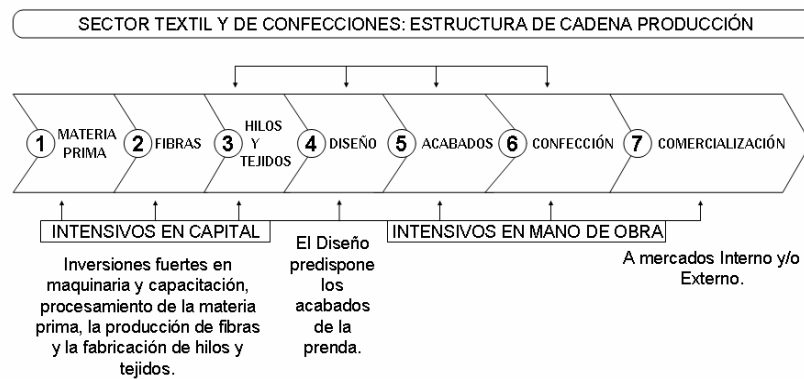 SECTOR TEXTIL Y DE CONFECCIONES: ESTRUCTURA DE CADENA PRODUCCIÓN
1 MATERIA
PRIMA
2 FIBRAS
3 HILOS
Y
TEJIDOS
4 DISEÑO
5 ACABADOS
6 CONFECCIÓN
7 COMERCIALIZACIÓN
INTENSIVOS EN CAPITAL
Inversiones fuertes en
maquinaria y capacitación,
procesamiento de la materia
prima, la producción de fibras
y la fabricación de hilos y
tejidos.
El Diseño
predispone
los
acabados
de la
prenda.
INTENSIVOS EN MANO DE OBRA
A mercados Interno y/o
Externo.